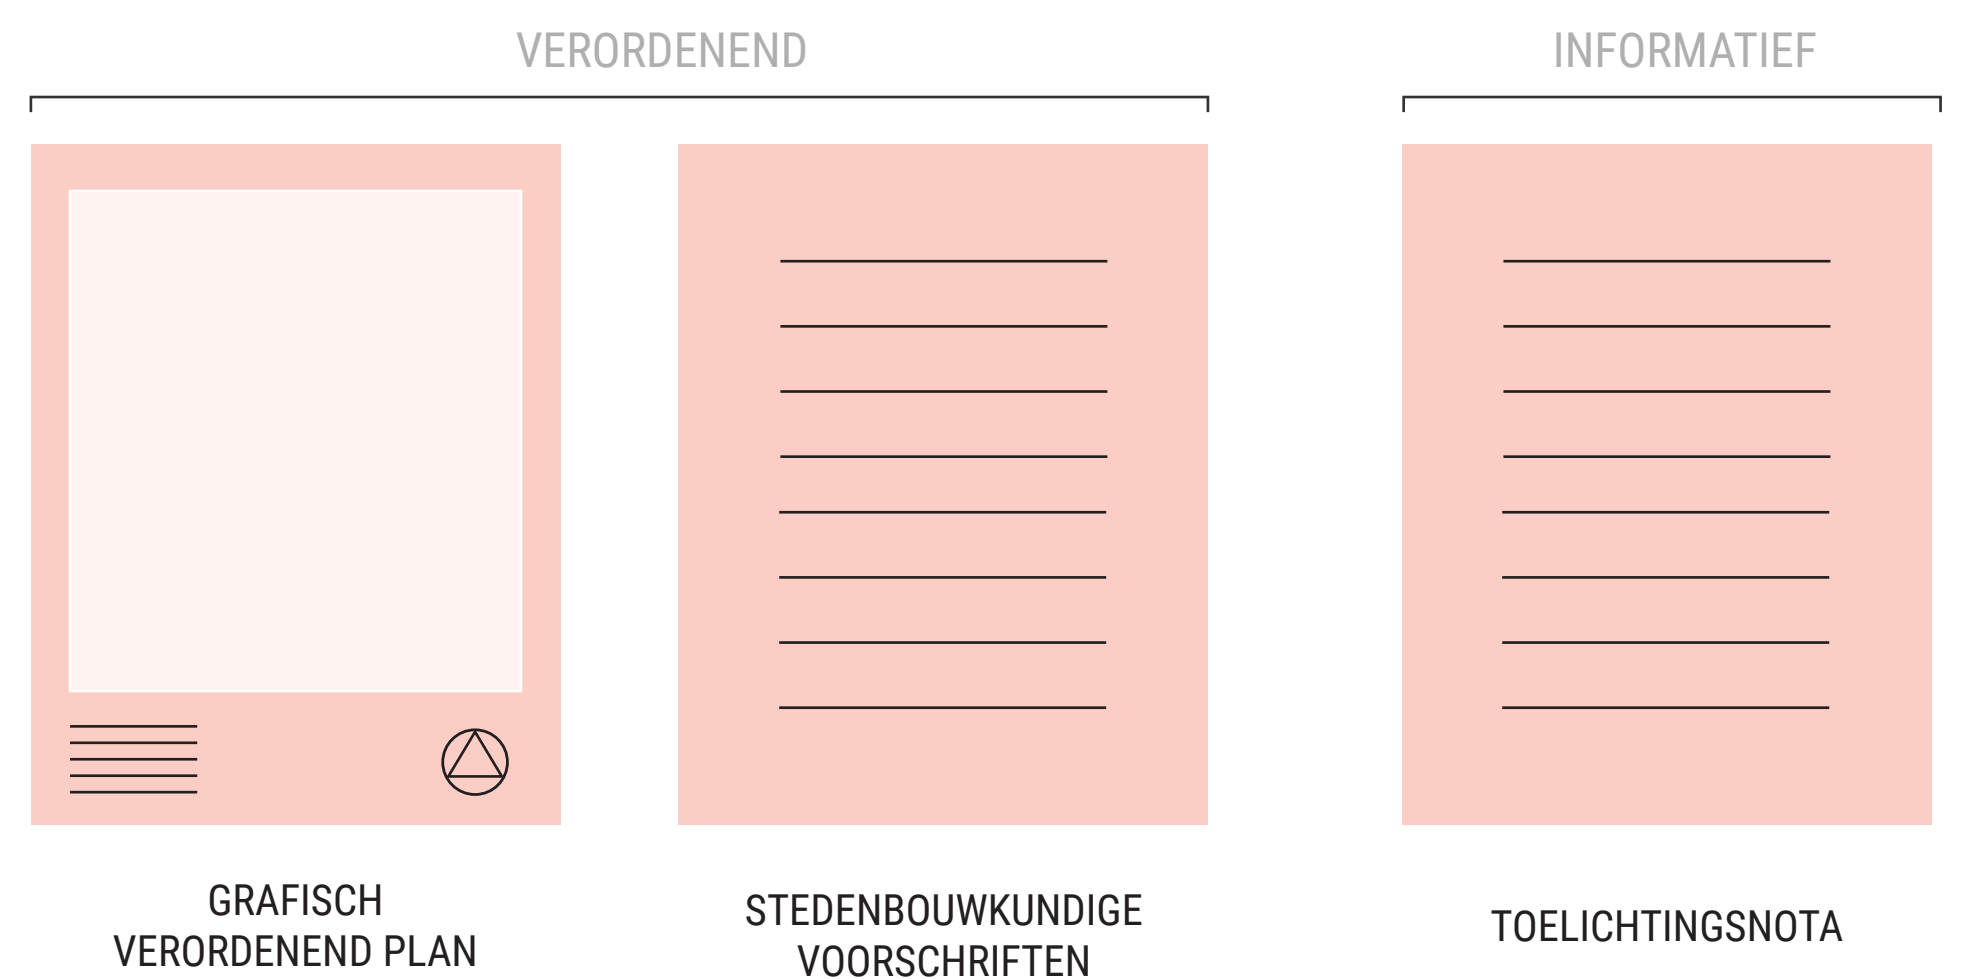 VERORDENEND
INFORMATIEF
GRAFISCH
VERORDENEND PLAN
STEDENBOUWKUNDIGE
VOORSCHRIFTEN
TOELICHTINGSNOTA